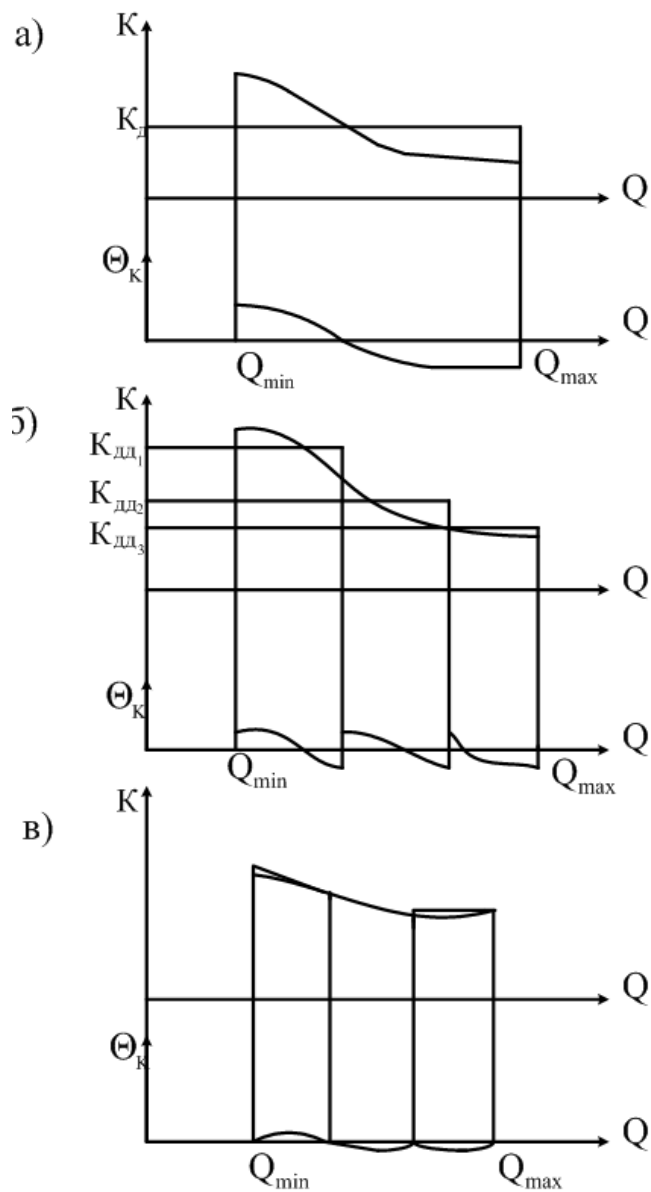 а)
К
К_д
Q
Θ_К
Q
Q_min
Q_max
б)
К
К_ДД₁
К_ДД₂
К_ДД₃
Q
Θ_К
Q
Q_min
Q_max
в)
К
Q
Θ_К
Q
Q_min
Q_max